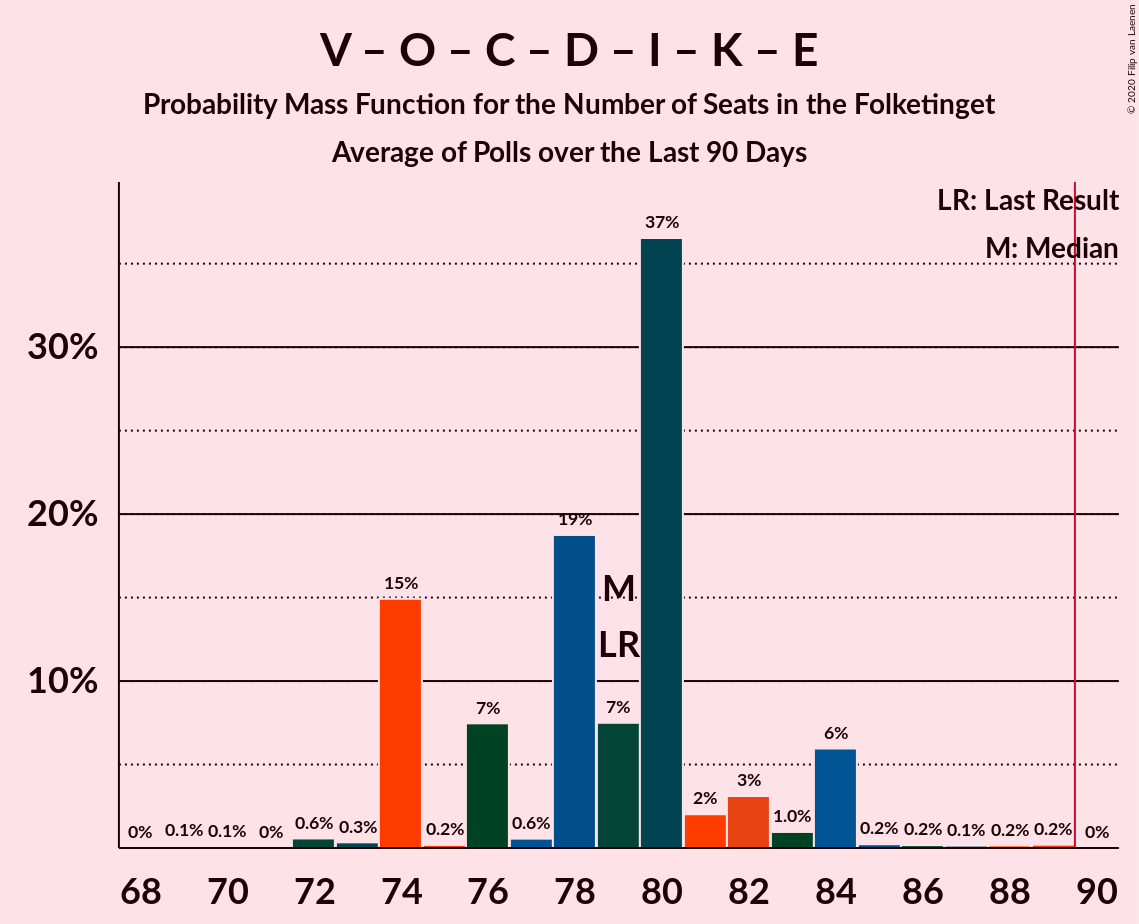 V – O – C – D – I – K – E
Probability Mass Function for the Number of Seats in the Folketinget
Average of Polls over the Last 90 Days
© 2020 Filip van Laenen
LR: Last Result
M: Median
37%
30%
20%
19%
15%
M
LR
10%
7%
7%
6%
3%
2%
1.0%
0% 0.1% 0.1% 0% 0.6% 0.3% 0.2% 0.6% 0.2% 0.2% 0.1% 0.2% 0.2% 0%
68 70 72 74 76 78 80 82 84 86 88 90